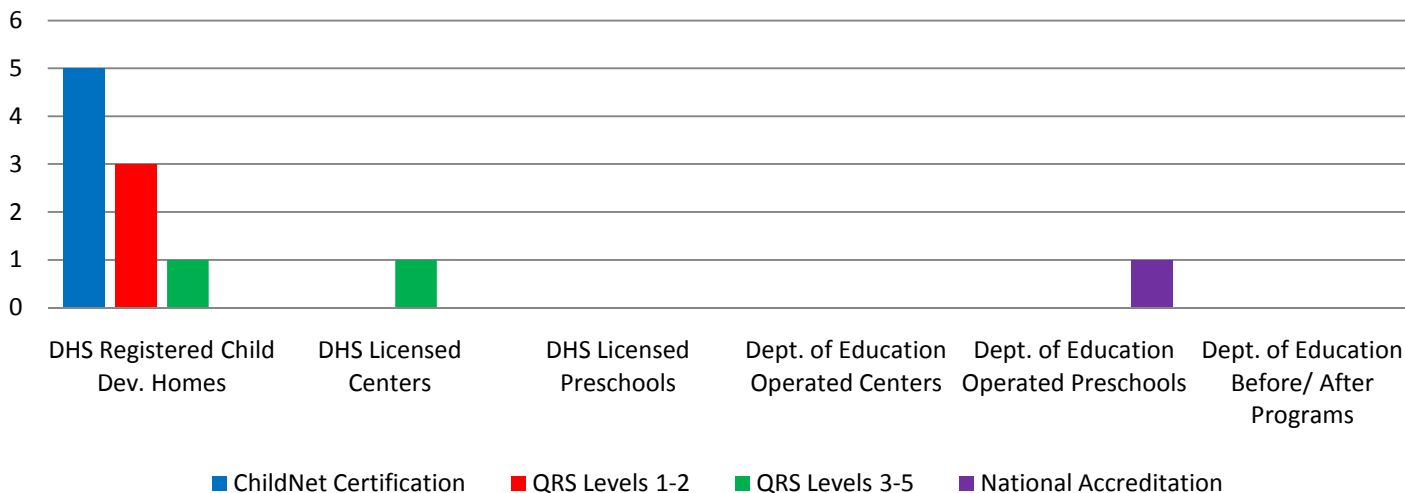 6
5
4
3
2
1
0
DHS Registered Child
Dev. Homes
DHS Licensed
Centers
DHS Licensed
Preschools
Dept. of Education
Operated Centers
Dept. of Education
Operated Preschools
Dept. of Education
Before/ After
Programs
ChildNet Certification
QRS Levels 1-2
QRS Levels 3-5
National Accreditation